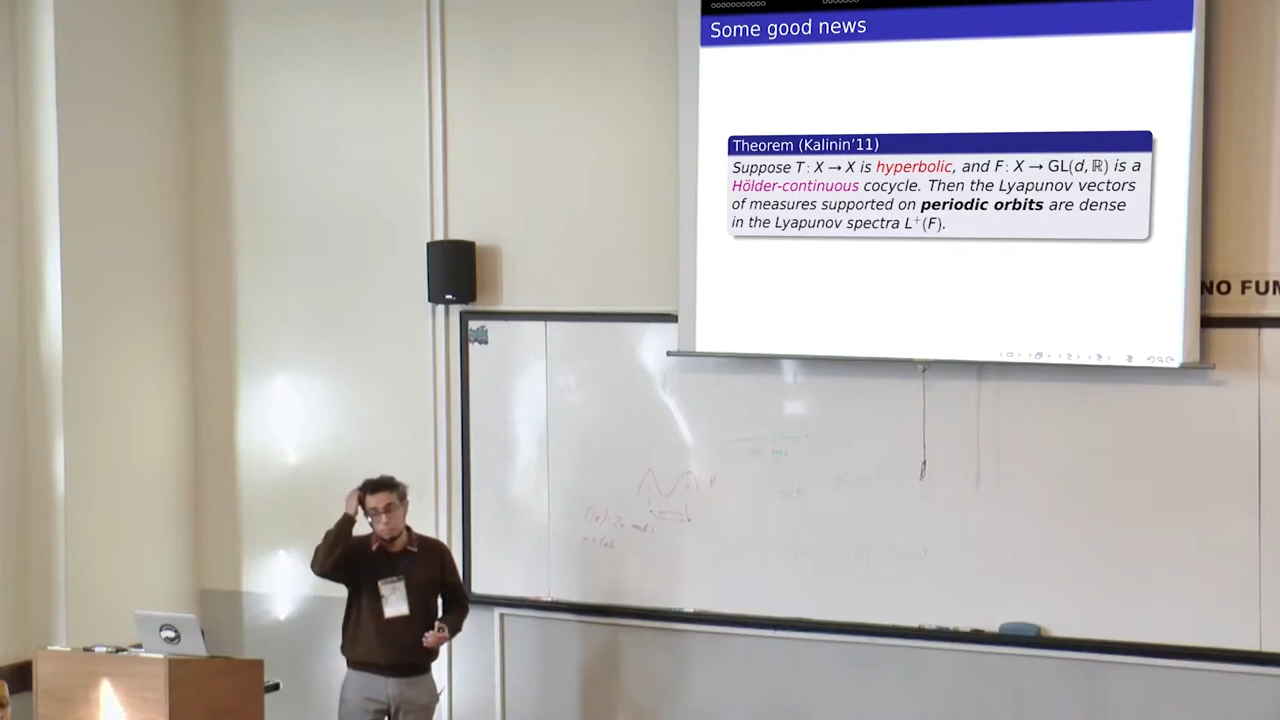 Some good news
Theorem (Kalinin'11)
Suppose T: X → X is hyperbolic, and F: X → GL(d, ℝ) is a
Hölder-continuous cocycle. Then the Lyapunov vectors
of measures supported on periodic orbits are dense
in the Lyapunov spectra L⁺(F).
NO FUM